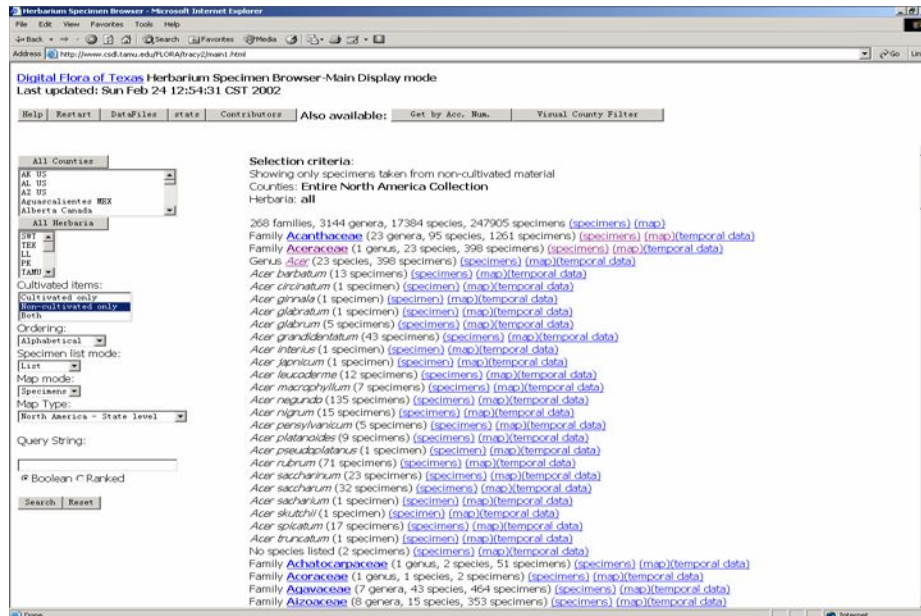 Herbarium Specimen Browser - Microsoft Internet Explorer
File Edit View Favorites Tools Help
Back Search Favorites Media
Address http://www.csdl.tamu.edu/FLORA/tracy2/main1.html Go
Digital Flora of Texas Herbarium Specimen Browser-Main Display mode
Last updated: Sun Feb 24 12:54:31 CST 2002
Help Restart DataFiles stats Contributors Also available: Get by Acc. Num. Visual County Filter
All Counties
AK US
AL US
AZ US
Aguascalientes MEX
Alberta Canada
All Herbaria
SWT
TEX
LL
PK
TAMU
Cultivated items:
Cultivated only
Non-cultivated only
Both
Ordering:
Alphabetical
Specimen list mode:
List
Map mode:
Specimens
Map Type:
North America - State level
Query String:
Boolean Ranked
Search Reset
Selection criteria:
Showing only specimens taken from non-cultivated material
Counties: Entire North America Collection
Herbaria: all
268 families, 3144 genera, 17384 species, 247905 specimens (specimens) (map)
Family Acanthaceae (23 genera, 95 species, 1261 specimens) (specimens) (map)(temporal data)
Family Aceraceae (1 genus, 23 species, 398 specimens) (specimens) (map)(temporal data)
Genus Acer (23 species, 398 specimens) (specimens) (map)(temporal data)
Acer barbatum (13 specimens) (specimens) (map)(temporal data)
Acer circinatum (1 specimen) (specimen) (map)(temporal data)
Acer ginnala (1 specimen) (specimen) (map)(temporal data)
Acer glabratum (1 specimen) (specimen) (map)(temporal data)
Acer glabrum (5 specimens) (specimens) (map)(temporal data)
Acer grandidentatum (43 specimens) (specimens) (map)(temporal data)
Acer interius (1 specimen) (specimen) (map)(temporal data)
Acer japnicum (1 specimen) (specimen) (map)(temporal data)
Acer leucoderme (12 specimens) (specimens) (map)(temporal data)
Acer macrophyllum (7 specimens) (specimens) (map)(temporal data)
Acer negundo (135 specimens) (specimens) (map)(temporal data)
Acer nigrum (15 specimens) (specimens) (map)(temporal data)
Acer pensylvanicum (5 specimens) (specimens) (map)(temporal data)
Acer platanoides (9 specimens) (specimens) (map)(temporal data)
Acer pseudoplatanus (1 specimen) (specimen) (map)(temporal data)
Acer rubrum (71 specimens) (specimens) (map)(temporal data)
Acer saccharinum (23 specimens) (specimens) (map)(temporal data)
Acer saccharum (32 specimens) (specimens) (map)(temporal data)
Acer sacharium (1 specimen) (specimen) (map)(temporal data)
Acer skutchii (1 specimen) (specimen) (map)(temporal data)
Acer spicatum (17 specimens) (specimens) (map)(temporal data)
Acer truncatum (1 specimen) (specimen) (map)(temporal data)
No species listed (2 specimens) (specimens) (map)(temporal data)
Family Achatocarpaceae (1 genus, 2 species, 51 specimens) (specimens) (map)(temporal data)
Family Acoraceae (1 genus, 1 species, 2 specimens) (specimens) (map)(temporal data)
Family Agavaceae (7 genera, 43 species, 464 specimens) (specimens) (map)(temporal data)
Family Aizoaceae (8 genera, 15 species, 353 specimens) (specimens) (map)(temporal data)
Done Internet